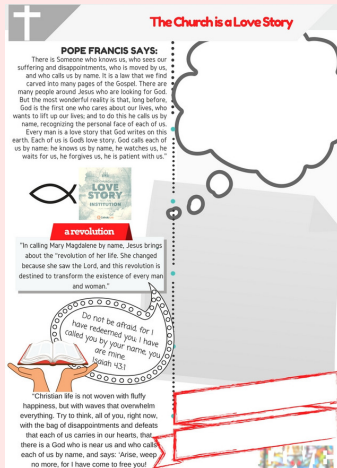 The Church is a Love Story
POPE FRANCIS SAYS:
There is Someone who knows us, who sees our
suffering and disappointments, who is moved by us,
and who calls us by name. It is a law that we find
carved into many pages of the Gospel. There are
many people around Jesus who are looking for God.
But the most wonderful reality is that, long before,
God is the first one who cares about our lives, who
wants to lift up our lives; and to do this he calls us by
name, recognizing the personal face of each of us.
Every man is a love story that God writes on this
earth. Each of us is Gods love story. God calls each of
us by name: he knows us by name, he watches us, he
waits for us, he forgives us, he is patient with us."
LOVE
STORY
INSTITUTION
a revolution
"In calling Mary Magdalene by name, Jesus brings
about the "revolution of her life. She changed
because she saw the Lord, and this revolution is
destined to transform the existence of every man
and woman."
Do not be afraid, for I
have redeemed you; I have
called you by your name, you
are mine.
Isaiah 43:1
"Christian life is not woven with fluffy
happiness, but with waves that overwhelm
everything. Try to think, all of you, right now,
with the bag of disappointments and defeats
that each of us carries in our hearts, that
there is a God who is near us and who calls
each of us by name, and says: 'Arise, weep
no more, for I have come to free you!